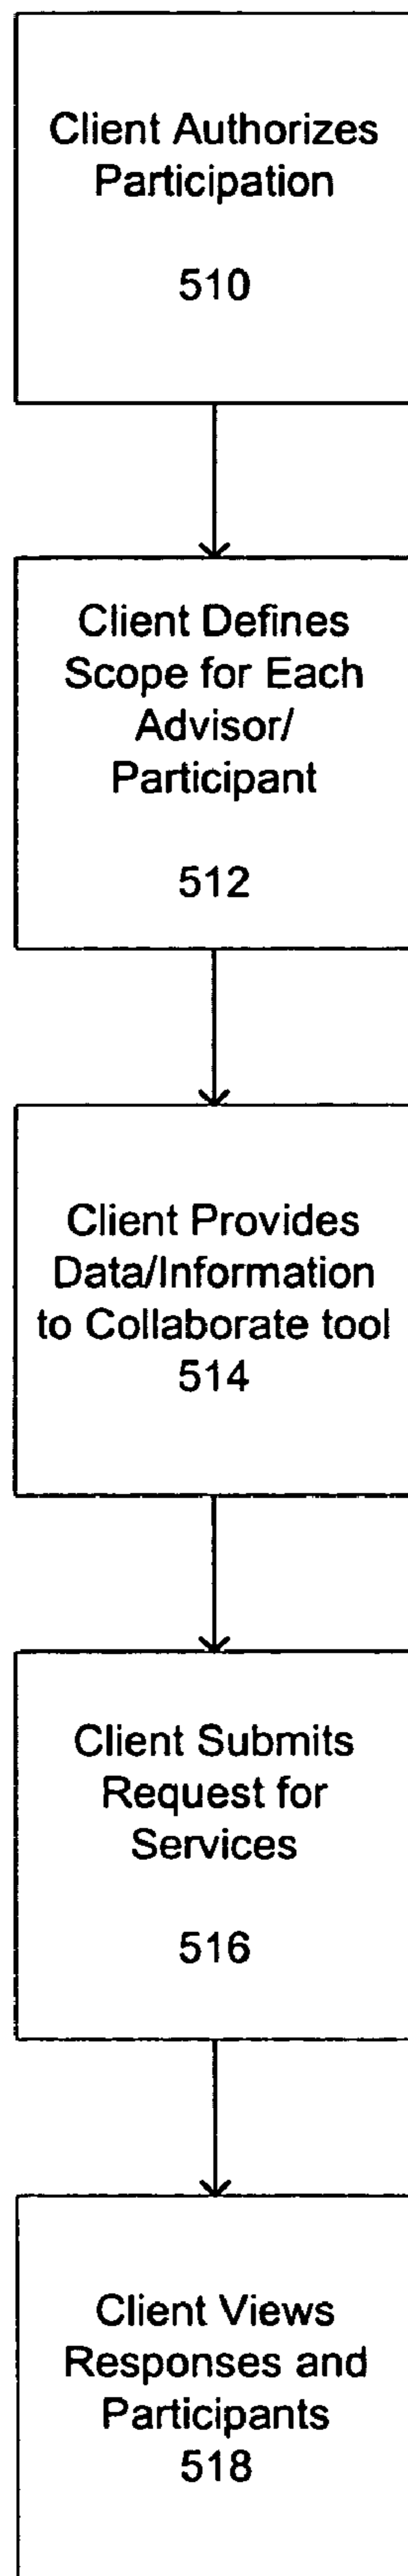 Client Authorizes
Participation
510
Client Defines
Scope for Each
Advisor/
Participant
512
Client Provides
Data/Information
to Collaborate tool
514
Client Submits
Request for
Services
516
Client Views
Responses and
Participants
518